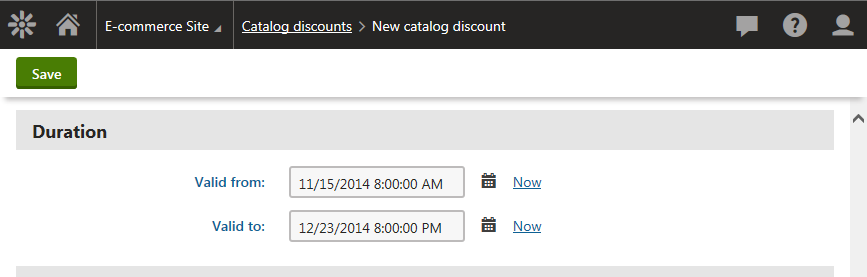 E-commerce Site Catalog discounts > New catalog discount
Save
Duration
Valid from: 11/15/2014 8:00:00 AM Now
Valid to: 12/23/2014 8:00:00 PM Now